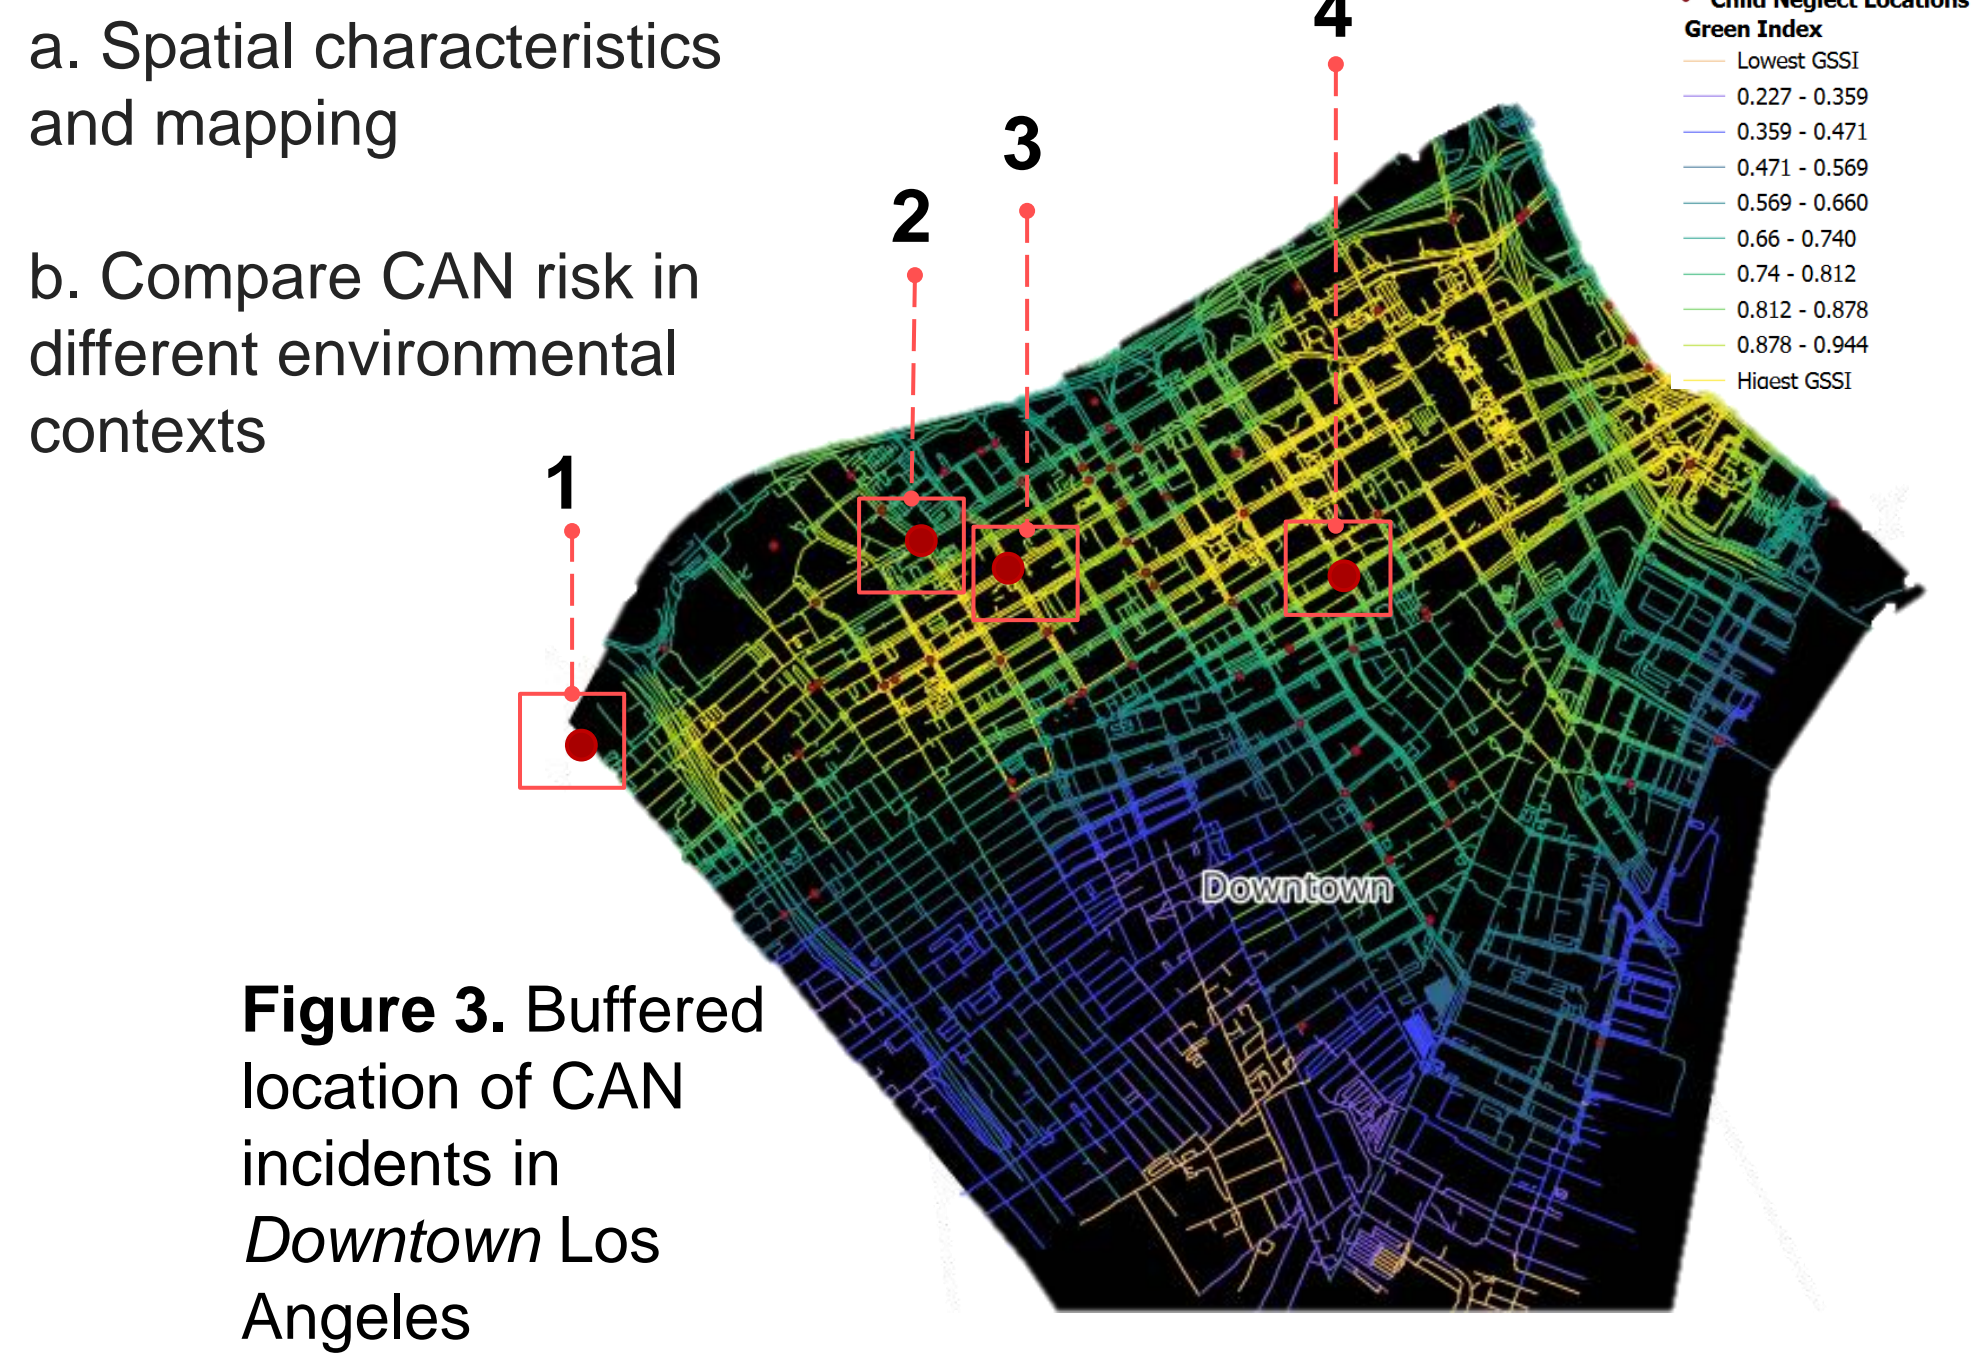 a. Spatial characteristics
and mapping
b. Compare CAN risk in
different environmental
contexts
1
2
3
4
Child Neglect Locations
Green Index
Lowest GSSI
0.227 - 0.359
0.359 - 0.471
0.471 - 0.569
0.569 - 0.660
0.66 - 0.740
0.74 - 0.812
0.812 - 0.878
0.878 - 0.944
Higest GSSI
Downtown
Figure 3. Buffered
location of CAN
incidents in
Downtown Los
Angeles